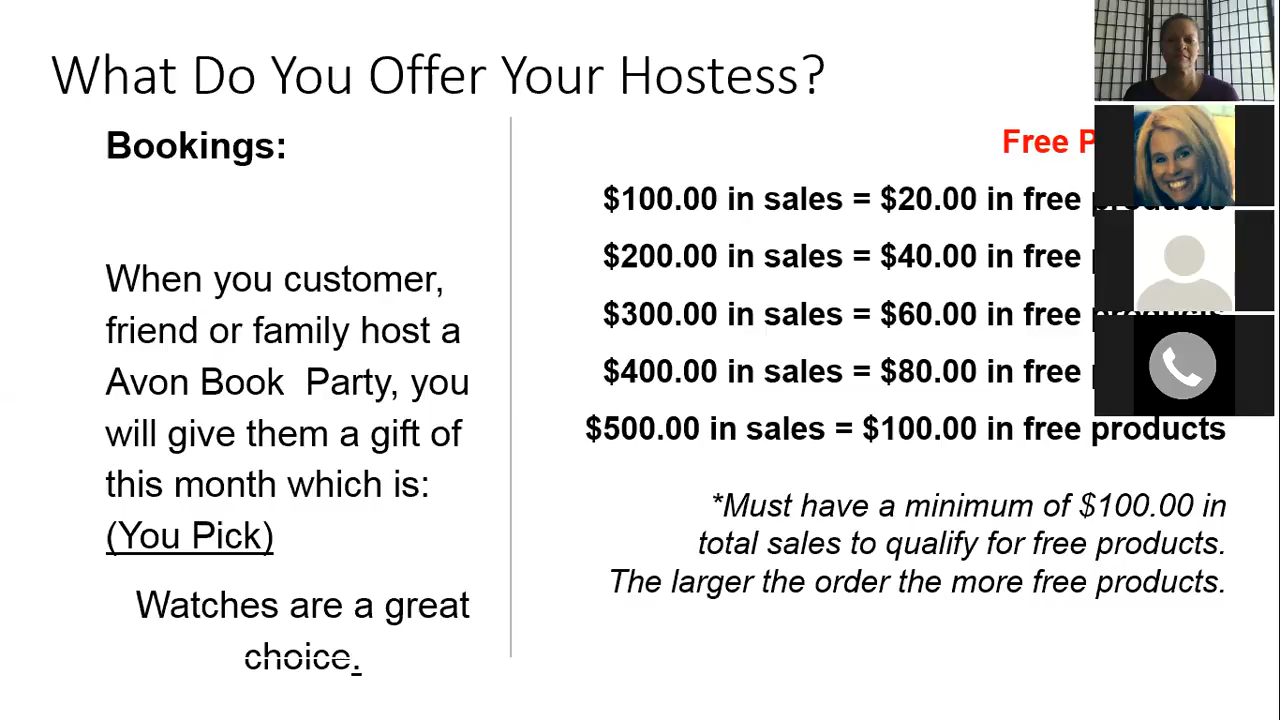 What Do You Offer Your Hostess?
Bookings:
When you customer,
friend or family host a
Avon Book Party, you
will give them a gift of
this month which is:
(You Pick)
Watches are a great
choice.
Free
$100.00 in sales = $20.00 in free products
$200.00 in sales = $40.00 in free
$300.00 in sales = $60.00 in free products
$400.00 in sales = $80.00 in free
$500.00 in sales = $100.00 in free products
*Must have a minimum of $100.00 in
total sales to qualify for free products.
The larger the order the more free products.